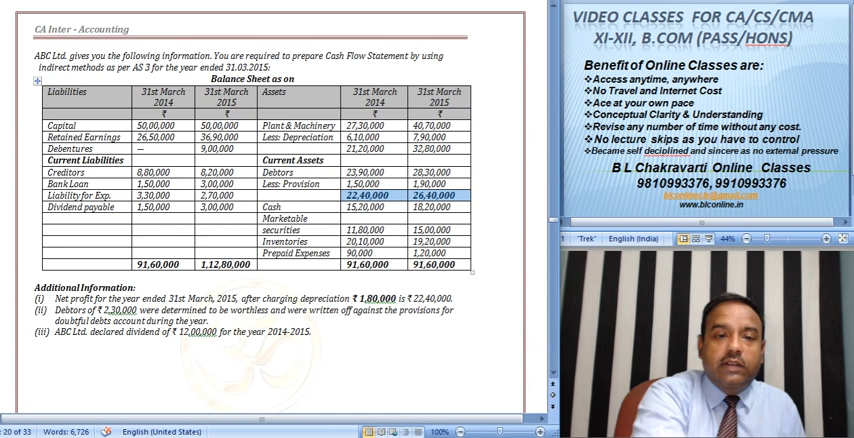 CA Inter - Accounting
ABC Ltd. gives you the following information. You are required to prepare Cash Flow Statement by using
indirect methods as per AS 3 for the year ended 31.03.2015:
Balance Sheet as on
Liabilities 31st March 2014 31st March 2015 Assets 31st March 2014 31st March 2015
₹ ₹ ₹ ₹
Capital 50,00,000 50,00,000 Plant & Machinery 27,30,000 40,70,000
Retained Earnings 26,50,000 36,90,000 Less: Depreciation 6,10,000 7,90,000
Debentures — 9,00,000 21,20,000 32,80,000
Current Liabilities Current Assets
Creditors 8,80,000 8,20,000 Debtors 23,90,000 28,30,000
Bank Loan 1,50,000 3,00,000 Less: Provision 1,50,000 1,90,000
Liability for Exp. 3,30,000 2,70,000 22,40,000 26,40,000
Dividend payable 1,50,000 3,00,000 Cash 15,20,000 18,20,000
Marketable
securities 11,80,000 15,00,000
Inventories 20,10,000 19,20,000
Prepaid Expenses 90,000 1,20,000
91,60,000 1,12,80,000 91,60,000 91,60,000
Additional Information:
(i) Net profit for the year ended 31st March, 2015, after charging depreciation ₹ 1,80,000 is ₹ 22,40,000.
(ii) Debtors of ₹ 2,30,000 were determined to be worthless and were written off against the provisions for
doubtful debts account during the year.
(iii) ABC Ltd. declared dividend of ₹ 12,00,000 for the year 2014-2015.
: 20 of 33 Words: 6,726 English (United States) 100%
VIDEO CLASSES FOR CA/CS/CMA
XI-XII, B.COM (PASS/HONS)
Benefit of Online Classes are:
❖Access anytime, anywhere
❖No Travel and Internet Cost
❖Ace at your own pace
❖Conceptual Clarity & Understanding
❖Revise any number of time without any cost.
❖No lecture skips as you have to control
❖Became self deciplined and sincere as no external pressure
B L Chakravarti Online Classes
9810993376, 9910993376
www.blconline.in
1 "Trek" English (India) 44%